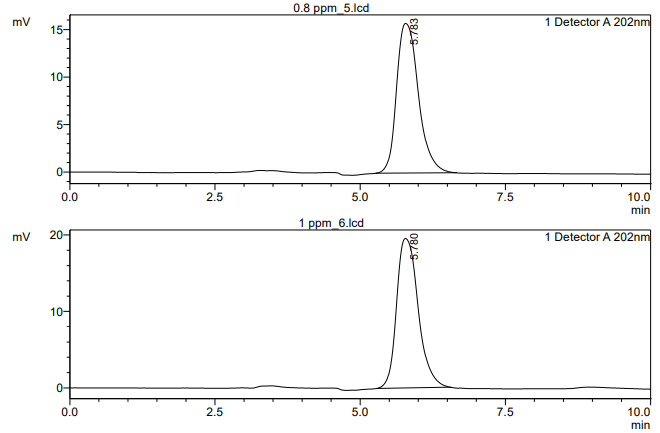 0.8 ppm_5.lcd
mV
1 Detector A 202nm
5.783
15
10
5
0
0.0 2.5 5.0 7.5 10.0
min
1 ppm_6.lcd
mV
1 Detector A 202nm
5.780
20
10
0
0.0 2.5 5.0 7.5 10.0
min